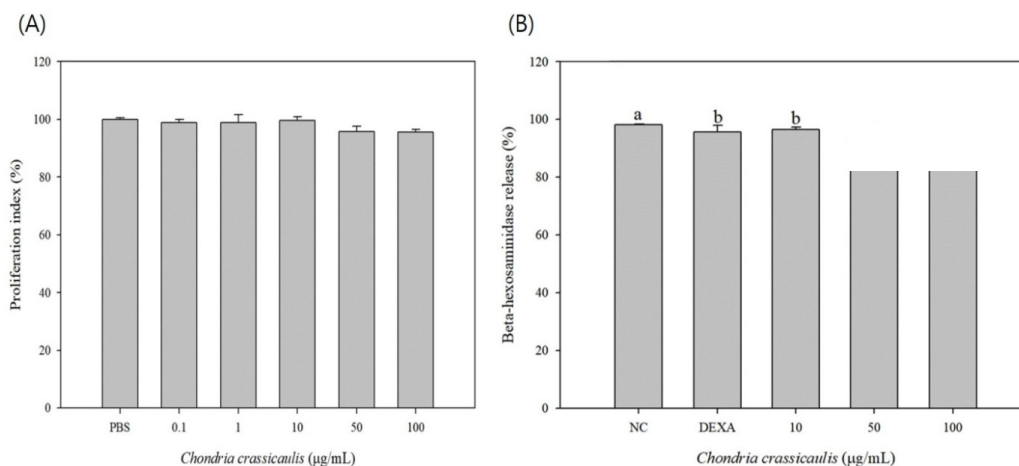 (A)
120
100
80
60
40
20
0
Proliferation index (%)
PBS 0.1 1 10 50 100
Chondria crassicaulis (μg/mL)
(B)
120
100
80
60
40
20
0
Beta-hexosaminidase release (%)
a b b
NC DEXA 10 50 100
Chondria crassicaulis (μg/mL)